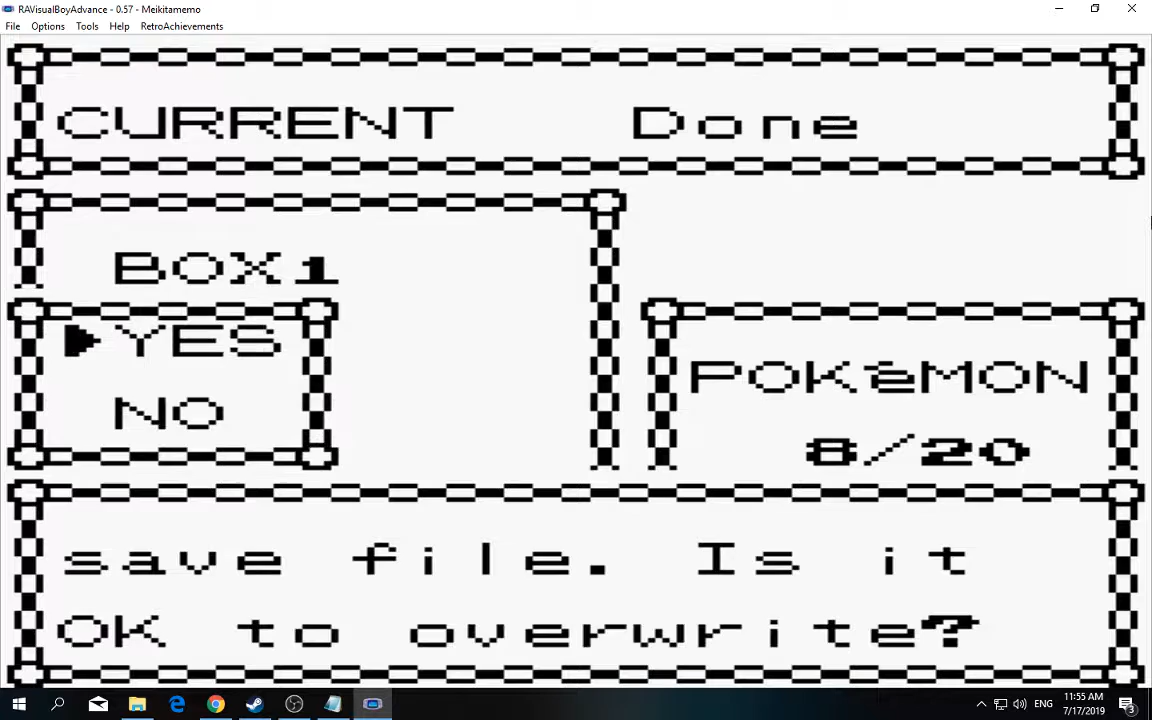 RAVisualBoyAdvance - 0.57 - Meikitamemo
File Options Tools Help RetroAchievements
CURRENT Done
BOX1
YES
NO
POKéMON
8/20
save file. Is it
OK to overwrite?
ENG
11:55 AM
7/17/2019
3